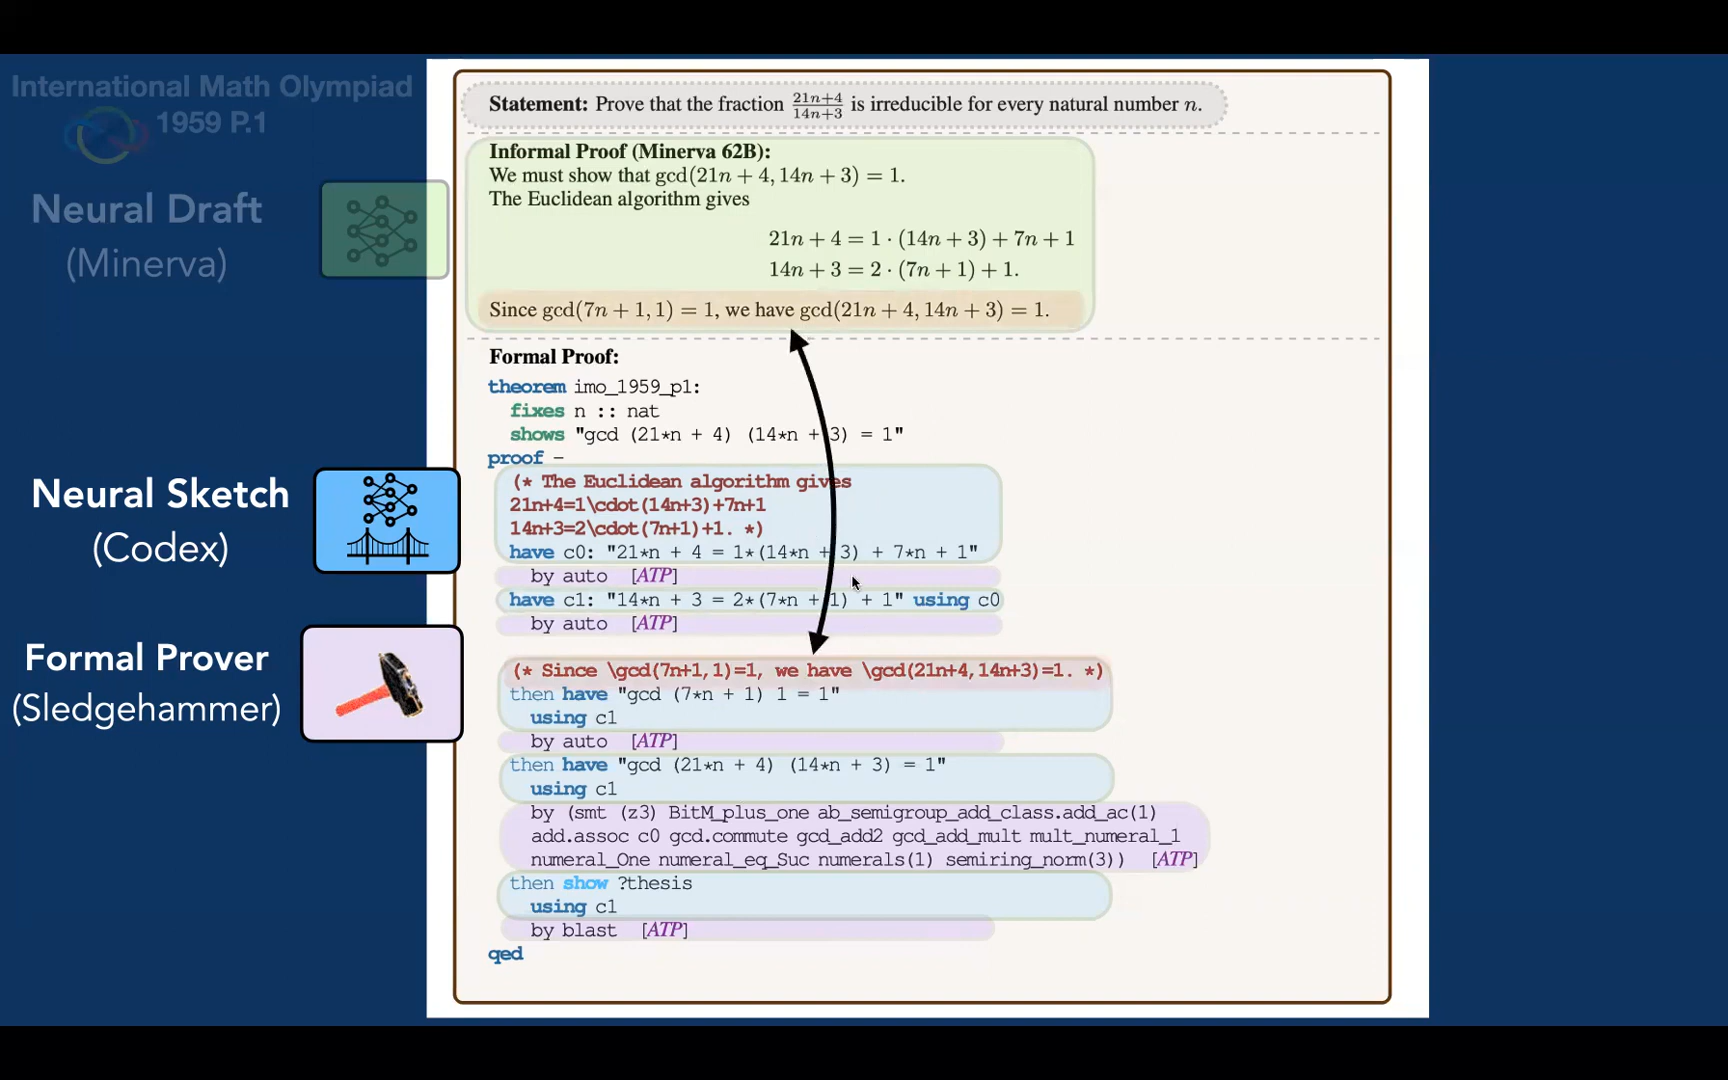 International Math Olympiad
1959 P.1
Neural Draft
(Minerva)
Neural Sketch
(Codex)
Formal Prover
(Sledgehammer)
Statement: Prove that the fraction \frac{21n+4}{14n+3} is irreducible for every natural number n.
Informal Proof (Minerva 62B):
We must show that gcd(21n + 4, 14n + 3) = 1.
The Euclidean algorithm gives
21n + 4 = 1 · (14n + 3) + 7n + 1
14n + 3 = 2 · (7n + 1) + 1.
Since gcd(7n + 1, 1) = 1, we have gcd(21n + 4, 14n + 3) = 1.
Formal Proof:
theorem imo_1959_p1:
fixes n :: nat
shows "gcd (21*n + 4) (14*n + 3) = 1"
proof -
(* The Euclidean algorithm gives
21n+4=1\cdot(14n+3)+7n+1
14n+3=2\cdot(7n+1)+1. *)
have c0: "21*n + 4 = 1*(14*n + 3) + 7*n + 1"
by auto [ATP]
have c1: "14*n + 3 = 2*(7*n + 1) + 1" using c0
by auto [ATP]
(* Since \gcd(7n+1,1)=1, we have \gcd(21n+4,14n+3)=1. *)
then have "gcd (7*n + 1) 1 = 1"
using c1
by auto [ATP]
then have "gcd (21*n + 4) (14*n + 3) = 1"
using c1
by (smt (z3) BitM_plus_one ab_semigroup_add_class.add_ac(1)
add.assoc c0 gcd.commute gcd_add2 gcd_add_mult mult_numeral_1
numeral_One numeral_eq_Suc numerals(1) semiring_norm(3)) [ATP]
then show ?thesis
using c1
by blast [ATP]
qed